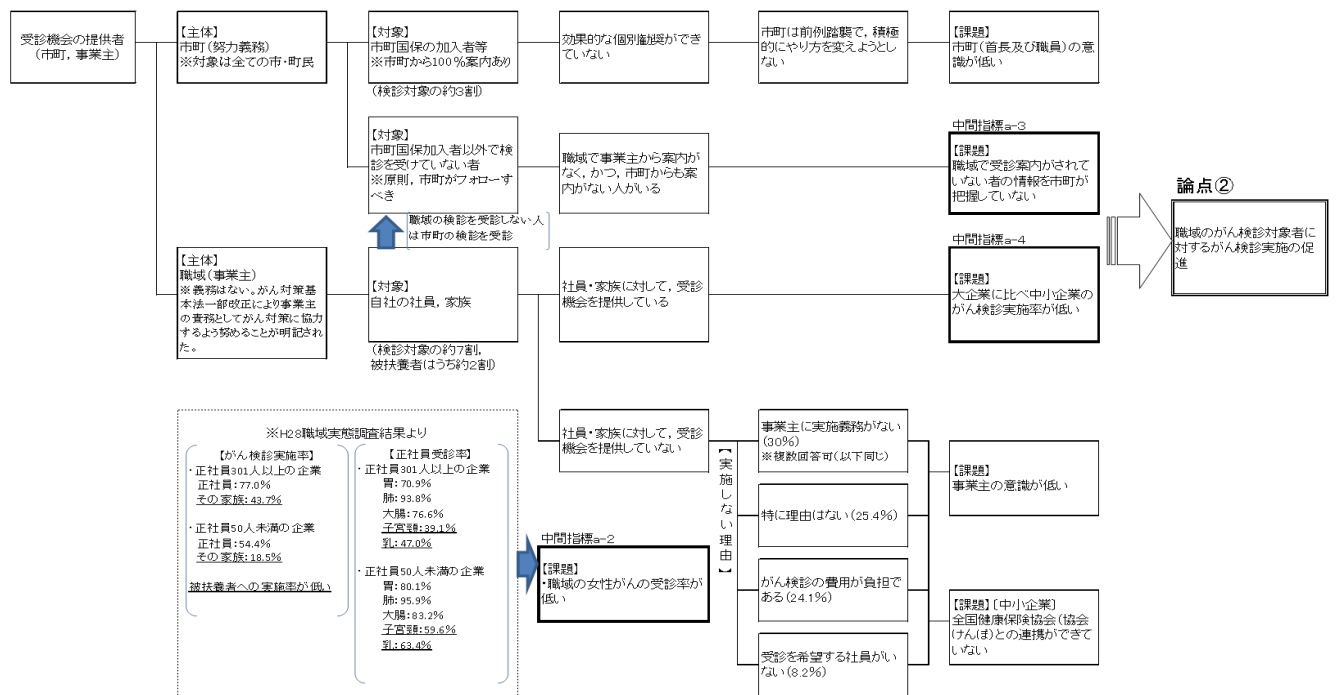 受診機会の提供者
(市町，事業主)
【主体】
市町(努力義務)
※対象は全ての市・町民
【対象】
市町国保の加入者等
※市町から100％案内あり
(検診対象の約3割)
効果的な個別勧奨ができ
ていない
市町は前例踏襲で，積極
的にやり方を変えようとし
ない
【課題】
市町(首長及び職員)の意
識が低い
【対象】
市町国保加入者以外で検
診を受けていない者
※原則，市町がフォローす
べき
職域で事業主から案内が
なく，かつ，市町からも案
内がない人がいる
中間指標a-3
【課題】
職域で受診案内がされて
いない者の情報を市町が
把握していない
論点②
職域のがん検診対象者に
対するがん検診実施の促
進
職域の検診を受診しない人
は市町の検診を受診
【主体】
職域(事業主)
※義務はない。がん対策基
本法一部改正により事業主
の責務としてがん対策に協力
するよう努めることが明記され
た。
【対象】
自社の社員，家族
(検診対象の約7割，
被扶養者はうち約2割)
社員・家族に対して，受診
機会を提供している
中間指標a-4
【課題】
大企業に比べ中小企業の
がん検診実施率が低い
社員・家族に対して，受診
機会を提供していない
【実施しない理由】
事業主に実施義務がない
(30%)
※複数回答可(以下同じ)
特に理由はない(25.4%)
がん検診の費用が負担で
ある(24.1%)
受診を希望する社員がい
ない(8.2%)
【課題】
事業主の意識が低い
【課題】〔中小企業〕
全国健康保険協会(協会
けんぽ)との連携ができて
いない
※H28職域実態調査結果より
【がん検診実施率】
・正社員301人以上の企業
正社員：77.0%
その家族：43.7%
・正社員50人未満の企業
正社員：54.4%
その家族：18.5%
被扶養者への実施率が低い
【正社員受診率】
・正社員301人以上の企業
胃：70.9%
肺：93.8%
大腸：76.6%
子宮頸：39.1%
乳：47.0%
・正社員50人未満の企業
胃：80.1%
肺：95.9%
大腸：83.2%
子宮頸：59.6%
乳：63.4%
中間指標a-2
【課題】
・職域の女性がんの受診率が
低い